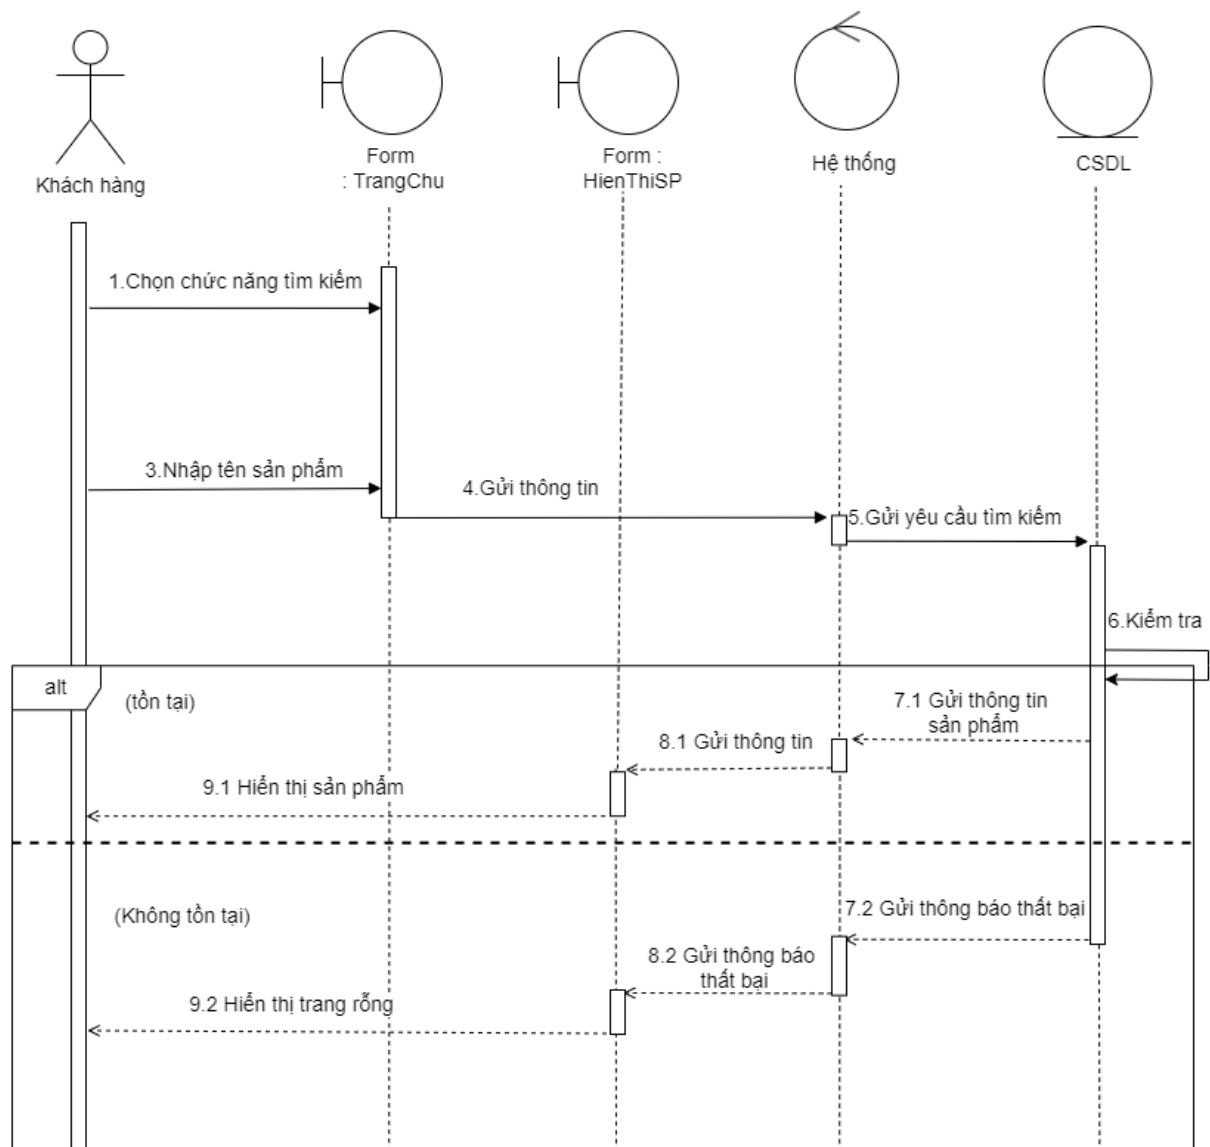 Khách hàng
Form
: TrangChu
Form :
HienThiSP
Hệ thống
CSDL
1.Chọn chức năng tìm kiếm
3.Nhập tên sản phẩm
4.Gửi thông tin
5.Gửi yêu cầu tìm kiếm
6.Kiểm tra
alt
(tồn tại)
7.1 Gửi thông tin
sản phẩm
8.1 Gửi thông tin
9.1 Hiển thị sản phẩm
(Không tồn tại)
7.2 Gửi thông báo thất bại
8.2 Gửi thông báo
thất bại
9.2 Hiển thị trang rỗng